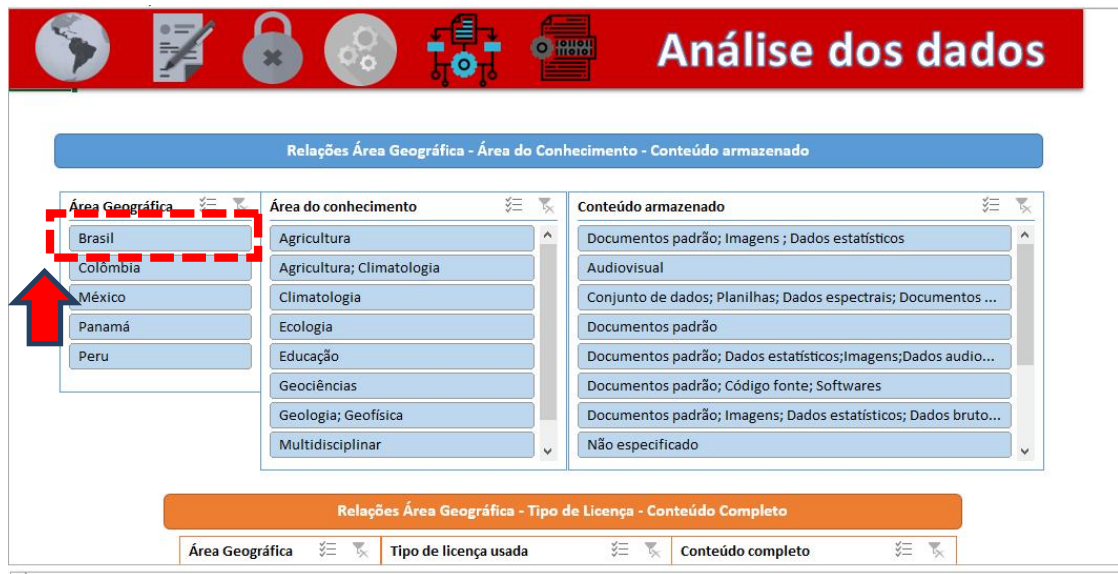 Análise dos dados
Relações Área Geográfica - Área do Conhecimento - Conteúdo armazenado
Área Geográfica
Brasil
Colômbia
México
Panamá
Peru
Área do conhecimento
Agricultura
Agricultura; Climatologia
Climatologia
Ecologia
Educação
Geociências
Geologia; Geofísica
Multidisciplinar
Conteúdo armazenado
Documentos padrão; Imagens ; Dados estatísticos
Audiovisual
Conjunto de dados; Planilhas; Dados espectrais; Documentos ...
Documentos padrão
Documentos padrão; Dados estatísticos;Imagens;Dados audio...
Documentos padrão; Código fonte; Softwares
Documentos padrão; Imagens; Dados estatísticos; Dados bruto...
Não especificado
Relações Área Geográfica - Tipo de Licença - Conteúdo Completo
Área Geográfica
Tipo de licença usada
Conteúdo completo